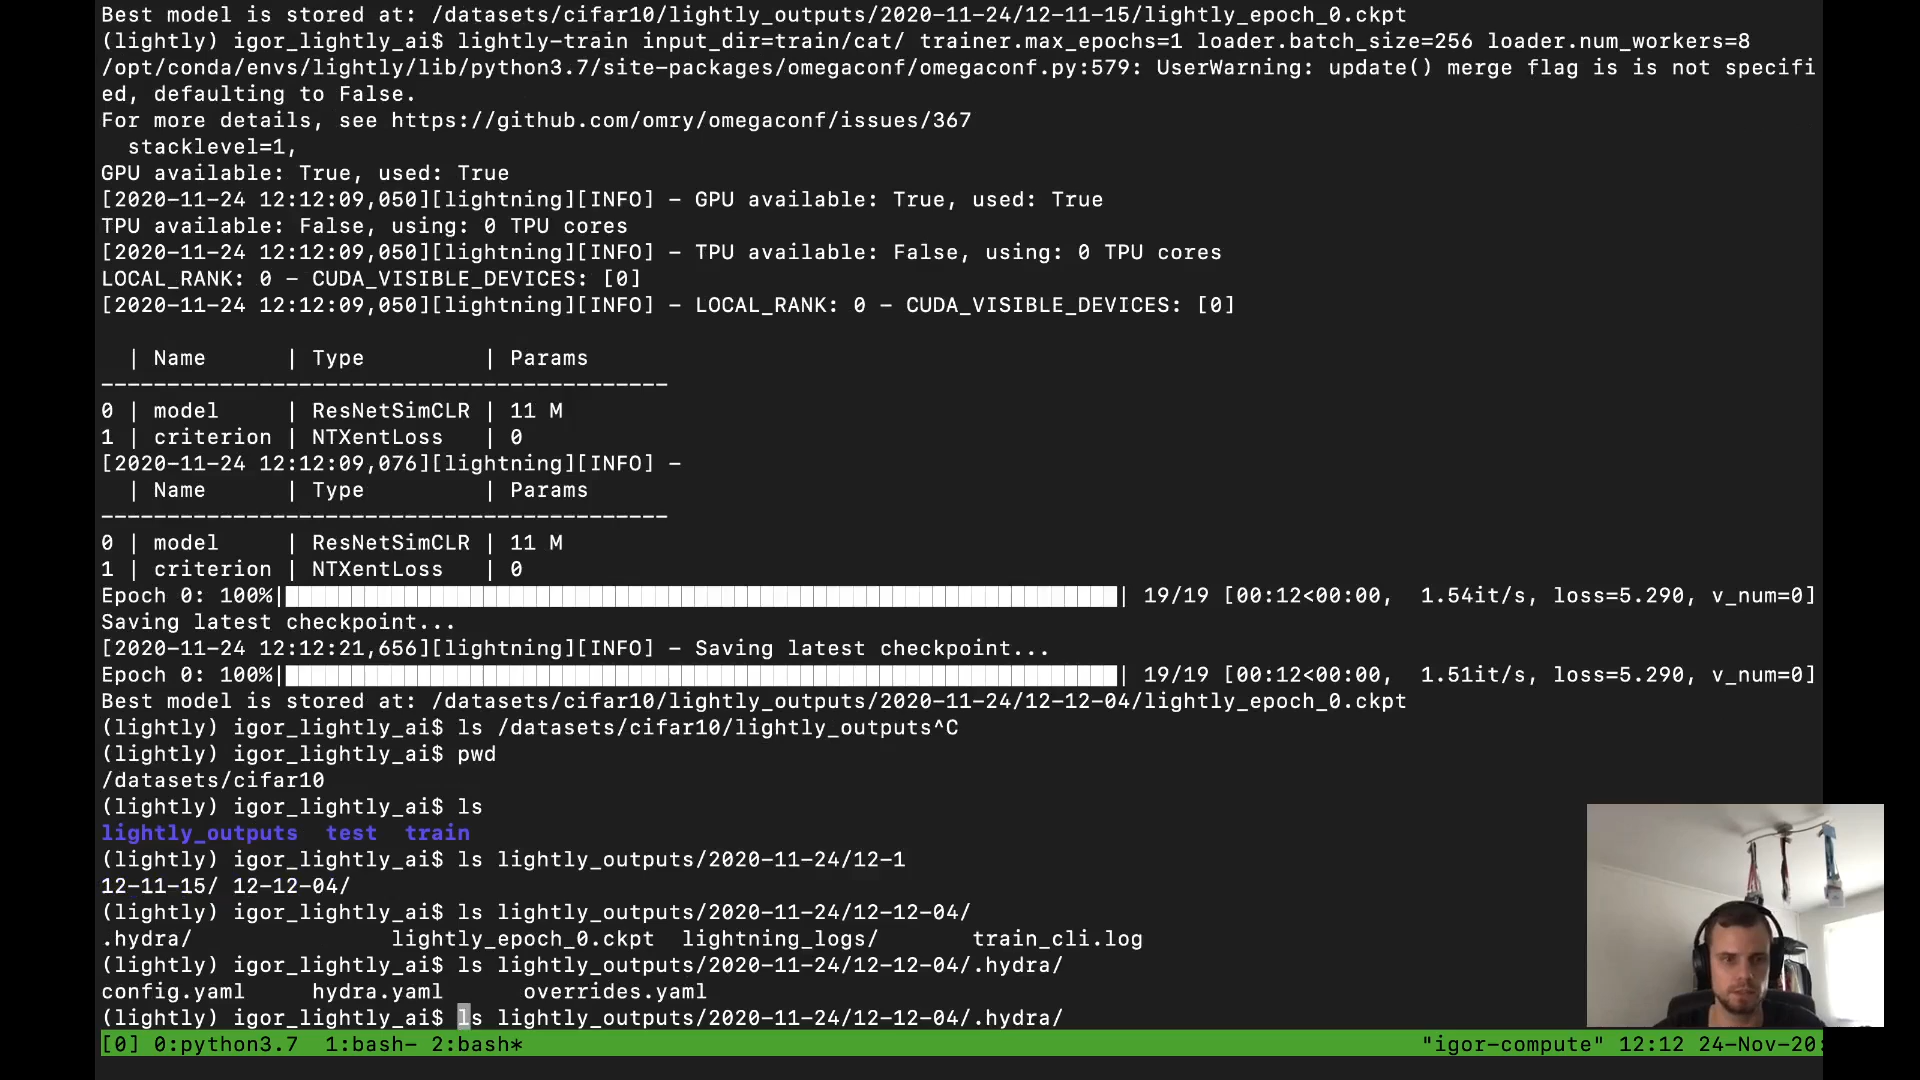 Best model is stored at: /datasets/cifar10/lightly_outputs/2020-11-24/12-11-15/lightly_epoch_0.ckpt
(lightly) igor_lightly_ai$ lightly-train input_dir=train/cat/ trainer.max_epochs=1 loader.batch_size=256 loader.num_workers=8
/opt/conda/envs/lightly/lib/python3.7/site-packages/omegaconf/omegaconf.py:579: UserWarning: update() merge flag is is not specifi
ed, defaulting to False.
For more details, see https://github.com/omry/omegaconf/issues/367
  stacklevel=1,
GPU available: True, used: True
[2020-11-24 12:12:09,050][lightning][INFO] - GPU available: True, used: True
TPU available: False, using: 0 TPU cores
[2020-11-24 12:12:09,050][lightning][INFO] - TPU available: False, using: 0 TPU cores
LOCAL_RANK: 0 - CUDA_VISIBLE_DEVICES: [0]
[2020-11-24 12:12:09,050][lightning][INFO] - LOCAL_RANK: 0 - CUDA_VISIBLE_DEVICES: [0]
  | Name      | Type         | Params
-------------------------------------------
0 | model     | ResNetSimCLR | 11 M
1 | criterion | NTXentLoss   | 0
[2020-11-24 12:12:09,076][lightning][INFO] -
  | Name      | Type         | Params
-------------------------------------------
0 | model     | ResNetSimCLR | 11 M
1 | criterion | NTXentLoss   | 0
Epoch 0: 100%| | 19/19 [00:12<00:00,  1.54it/s, loss=5.290, v_num=0]
Saving latest checkpoint...
[2020-11-24 12:12:21,656][lightning][INFO] - Saving latest checkpoint...
Epoch 0: 100%| | 19/19 [00:12<00:00,  1.51it/s, loss=5.290, v_num=0]
Best model is stored at: /datasets/cifar10/lightly_outputs/2020-11-24/12-12-04/lightly_epoch_0.ckpt
(lightly) igor_lightly_ai$ ls /datasets/cifar10/lightly_outputs^C
(lightly) igor_lightly_ai$ pwd
/datasets/cifar10
(lightly) igor_lightly_ai$ ls
lightly_outputs  test  train
(lightly) igor_lightly_ai$ ls lightly_outputs/2020-11-24/12-1
12-11-15/ 12-12-04/
(lightly) igor_lightly_ai$ ls lightly_outputs/2020-11-24/12-12-04/
.hydra/               lightly_epoch_0.ckpt  lightning_logs/       train_cli.log
(lightly) igor_lightly_ai$ ls lightly_outputs/2020-11-24/12-12-04/.hydra/
config.yaml     hydra.yaml      overrides.yaml
(lightly) igor_lightly_ai$ ls lightly_outputs/2020-11-24/12-12-04/.hydra/
[0] 0:python3.7  1:bash- 2:bash*    "igor-compute" 12:12 24-Nov-20